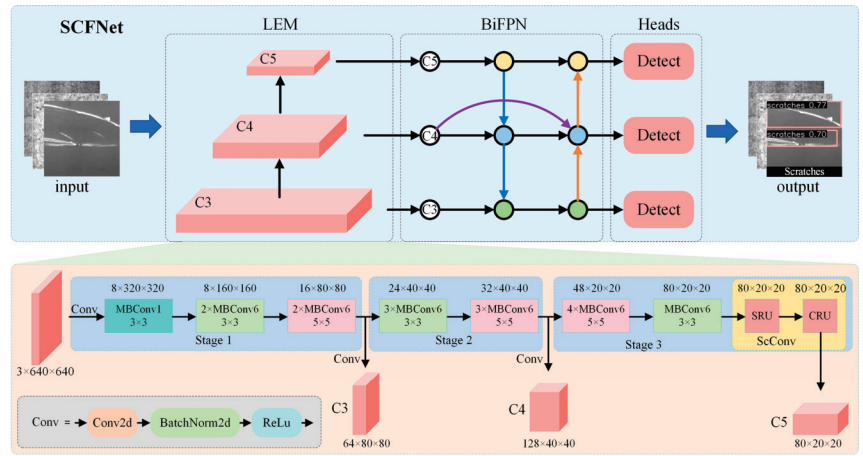 SCFNet
LEM
BiFPN
Heads
C5
C4
C3
C5
C4
C3
Detect
Detect
Detect
input
scratches 0.77
scratches 0.70
Scratches
output
8×320×320
8×160×160
16×80×80
24×40×40
32×40×40
48×20×20
80×20×20
80×20×20
80×20×20
Conv
MBConv1
3×3
2×MBConv6
3×3
2×MBConv6
5×5
3×MBConv6
3×3
3×MBConv6
5×5
4×MBConv6
5×5
MBConv6
3×3
SRU
CRU
Stage 1
Stage 2
Stage 3
ScConv
Conv
Conv
3×640×640
C3
64×80×80
C4
128×40×40
C5
80×20×20
Conv =
Conv2d
BatchNorm2d
ReLu